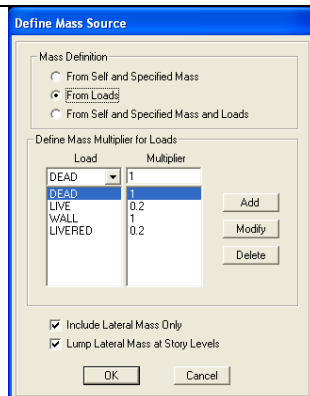 Define Mass Source
Mass Definition
From Self and Specified Mass
From Loads
From Self and Specified Mass and Loads
Define Mass Multiplier for Loads
Load Multiplier
DEAD 1
DEAD 1
LIVE 0.2
WALL 1
LIVERED 0.2
Add
Modify
Delete
Include Lateral Mass Only
Lump Lateral Mass at Story Levels
OK Cancel